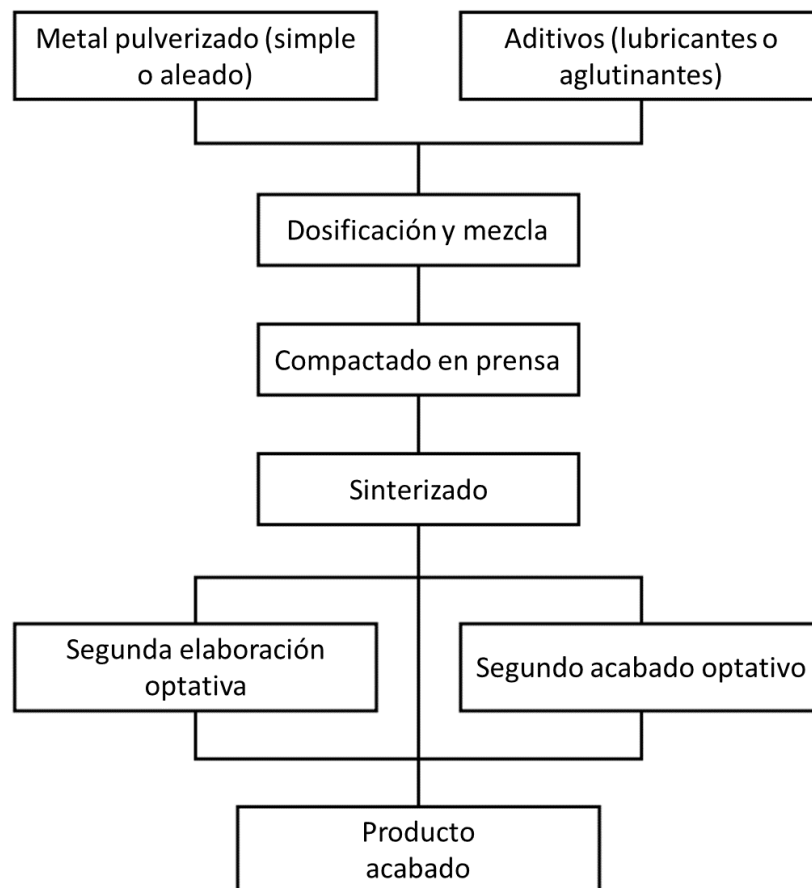 Metal pulverizado (simple
o aleado)
Aditivos (lubricantes o
aglutinantes)
Dosificación y mezcla
Compactado en prensa
Sinterizado
Segunda elaboración
optativa
Segundo acabado optativo
Producto
acabado